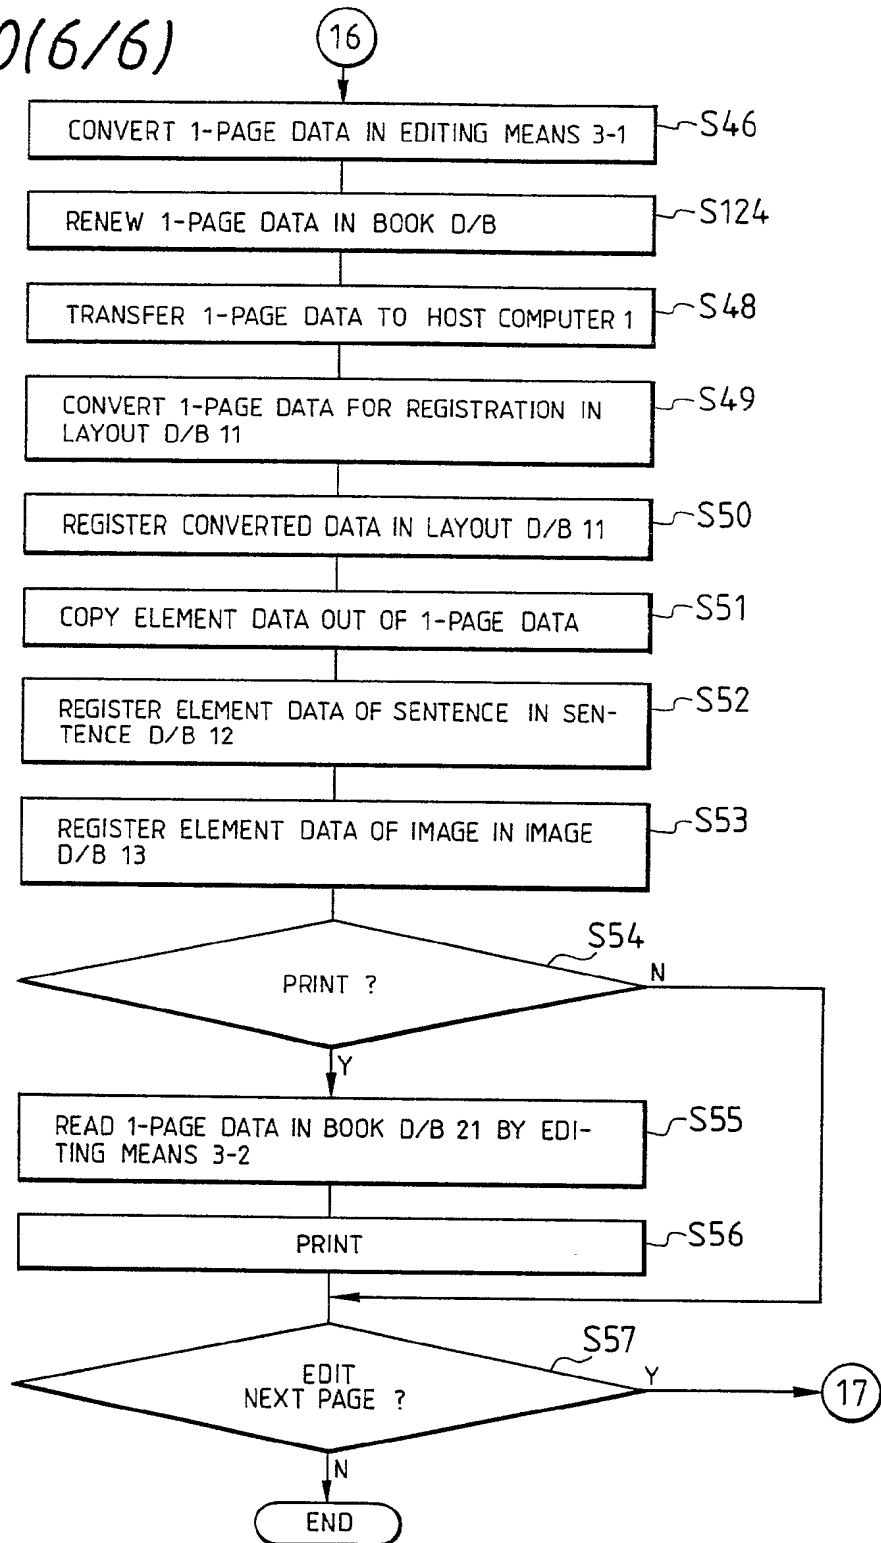 0(6/6)
16
CONVERT 1-PAGE DATA IN EDITING MEANS 3-1
S46
RENEW 1-PAGE DATA IN BOOK D/B
S124
TRANSFER 1-PAGE DATA TO HOST COMPUTER 1
S48
CONVERT 1-PAGE DATA FOR REGISTRATION IN
LAYOUT D/B 11
S49
REGISTER CONVERTED DATA IN LAYOUT D/B 11
S50
COPY ELEMENT DATA OUT OF 1-PAGE DATA
S51
REGISTER ELEMENT DATA OF SENTENCE IN SEN-
TENCE D/B 12
S52
REGISTER ELEMENT DATA OF IMAGE IN IMAGE
D/B 13
S53
S54
PRINT ?
N
Y
READ 1-PAGE DATA IN BOOK D/B 21 BY EDI-
TING MEANS 3-2
S55
PRINT
S56
S57
EDIT
NEXT PAGE ?
Y
17
N
END